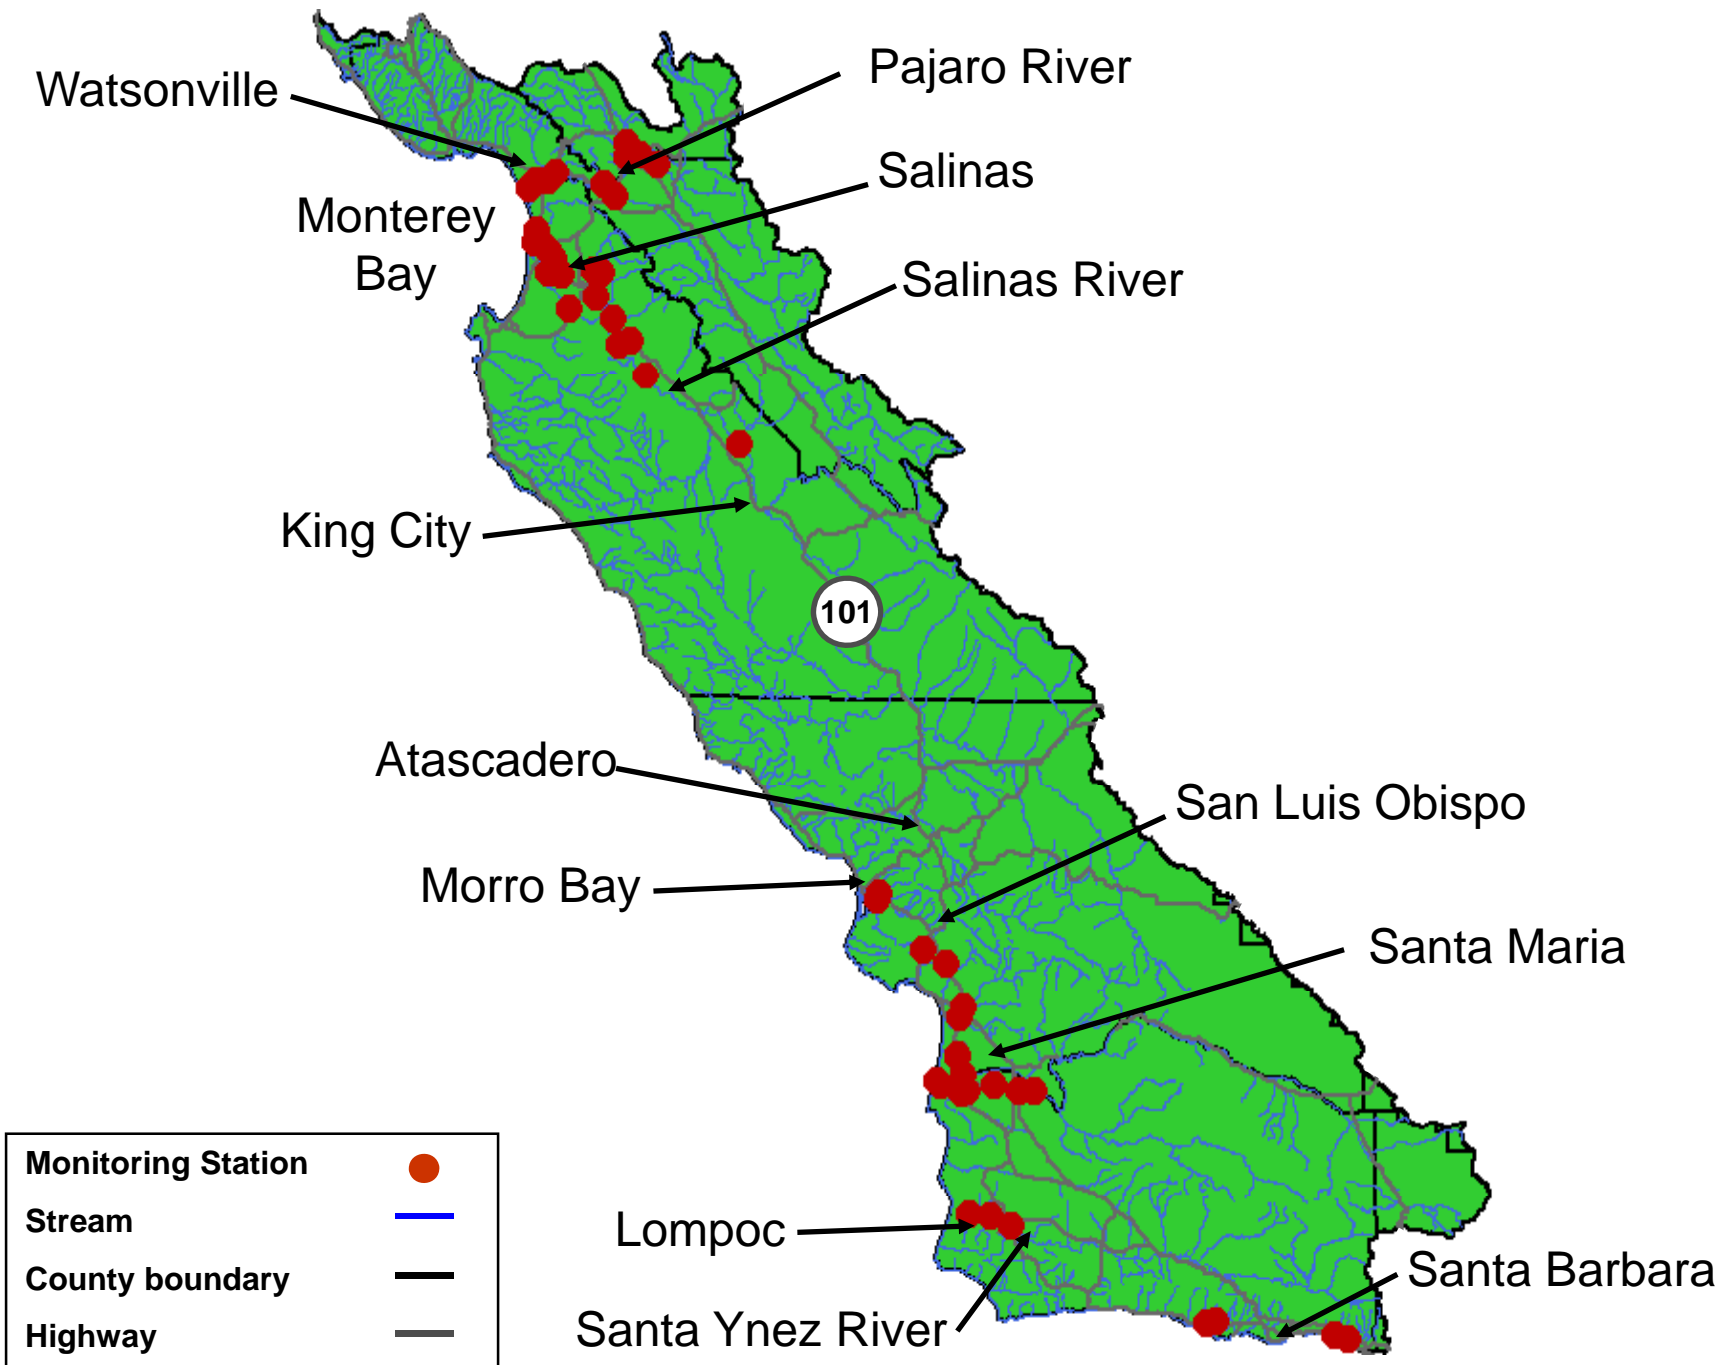 Pajaro River
Watsonville
Salinas
Monterey
Bay
Salinas River
King City
101
Atascadero
San Luis Obispo
Morro Bay
Santa Maria
Monitoring Station
Stream
Lompoc
County boundary
Santa Barbara
Santa Ynez River
Highway